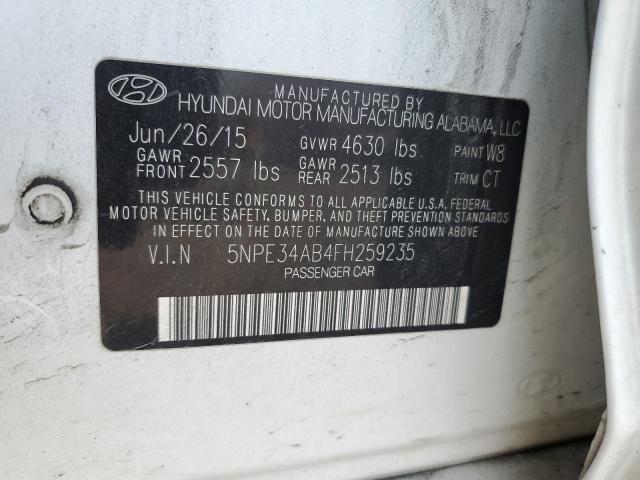 MANUFACTURED BY
HYUNDAI MOTOR MANUFACTURING ALABAMA, LLC
Jun/26/15 GVWR 4630 lbs PAINT W8
GAWR FRONT 2557 lbs GAWR REAR 2513 lbs TRIM CT
THIS VEHICLE CONFORMS TO ALL APPLICABLE U.S.A. FEDERAL
MOTOR VEHICLE SAFETY, BUMPER, AND THEFT PREVENTION STANDARDS
IN EFFECT ON THE DATE OF MANUFACTURE SHOWN ABOVE.
V.I.N 5NPE34AB4FH259235
PASSENGER CAR